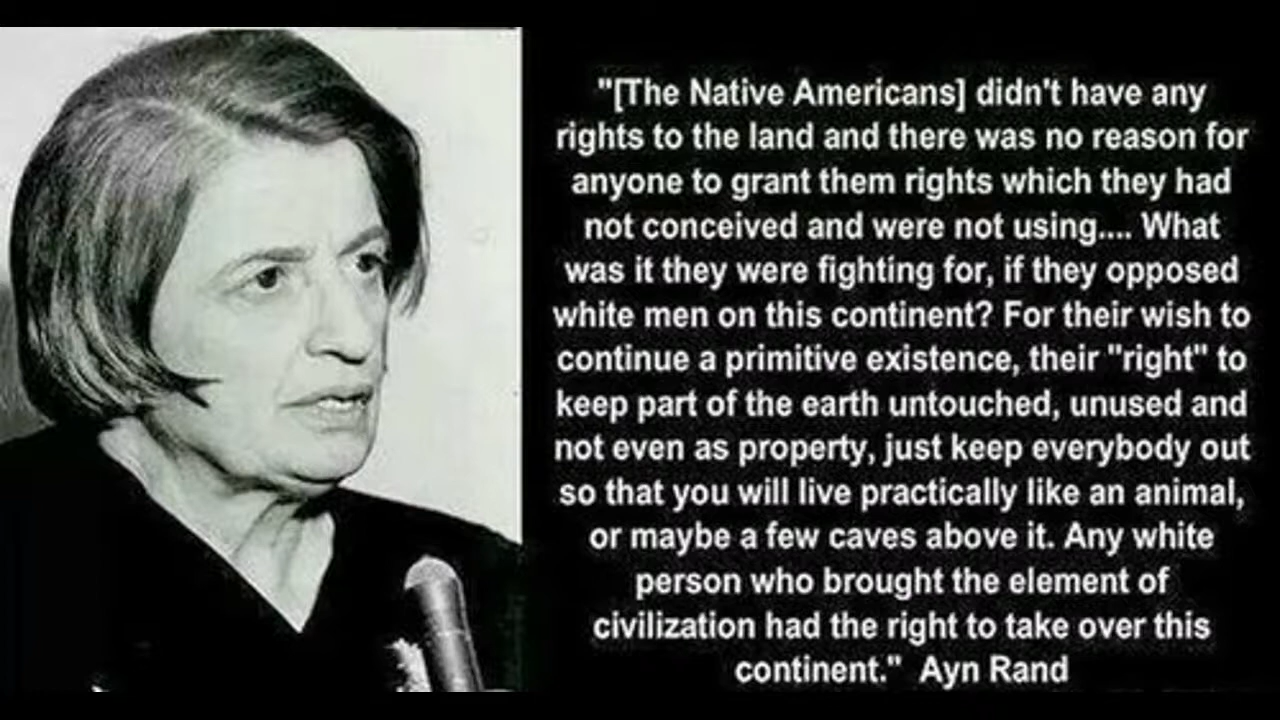 "[The Native Americans] didn't have any
rights to the land and there was no reason for
anyone to grant them rights which they had
not conceived and were not using.... What
was it they were fighting for, if they opposed
white men on this continent? For their wish to
continue a primitive existence, their "right" to
keep part of the earth untouched, unused and
not even as property, just keep everybody out
so that you will live practically like an animal,
or maybe a few caves above it. Any white
person who brought the element of
civilization had the right to take over this
continent." Ayn Rand